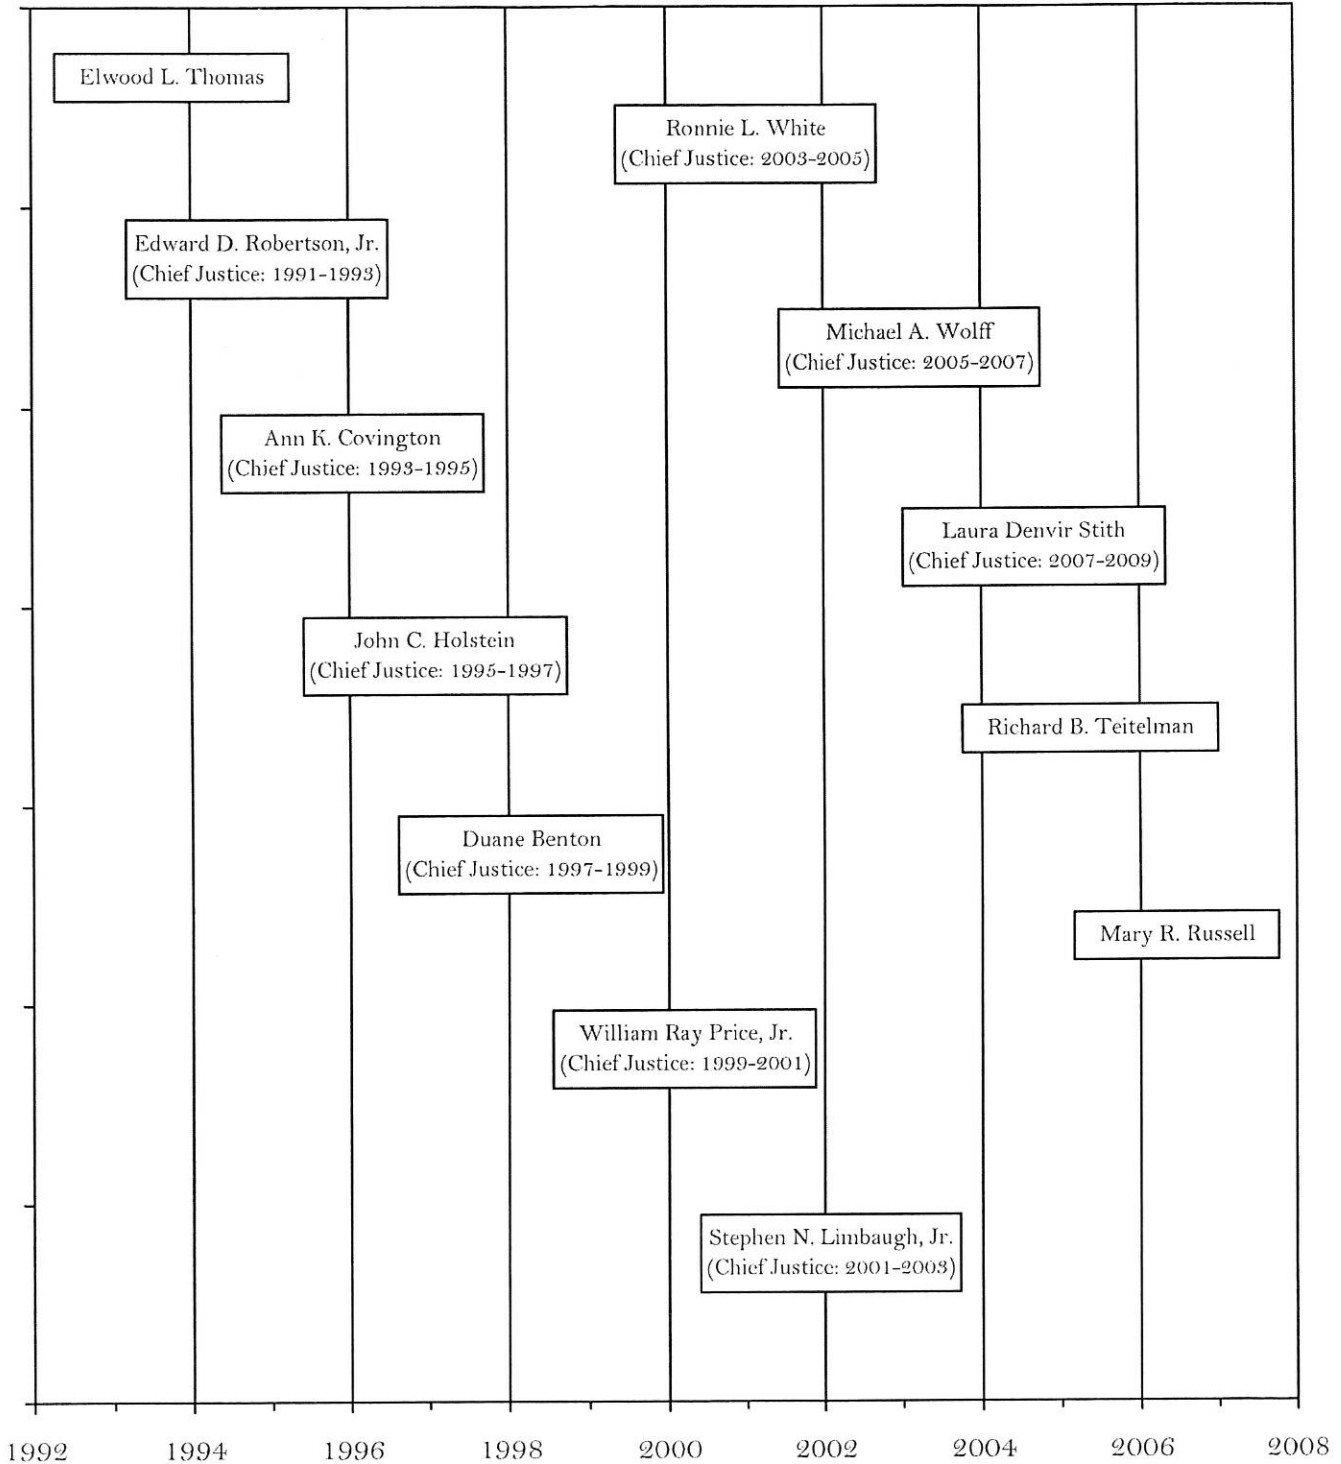 Elwood L. Thomas
Ronnie L. White
(Chief Justice: 2003-2005)
Edward D. Robertson, Jr.
(Chief Justice: 1991-1993)
Michael A. Wolff
(Chief Justice: 2005-2007)
Ann K. Covington
(Chief Justice: 1993-1995)
Laura Denvir Stith
(Chief Justice: 2007-2009)
John C. Holstein
(Chief Justice: 1995-1997)
Richard B. Teitelman
Duane Benton
(Chief Justice: 1997-1999)
Mary R. Russell
William Ray Price, Jr.
(Chief Justice: 1999-2001)
Stephen N. Limbaugh, Jr.
(Chief Justice: 2001-2003)
1992 1994 1996 1998 2000 2002 2004 2006 2008